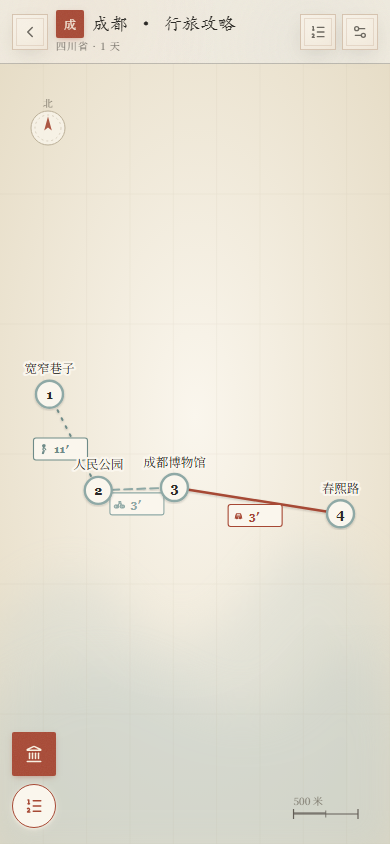 成 成都 • 行旅攻略
四川省 · 1 天
北
宽窄巷子
1
11′
人民公园
2
3′
成都博物馆
3
3′
春熙路
4
500 米